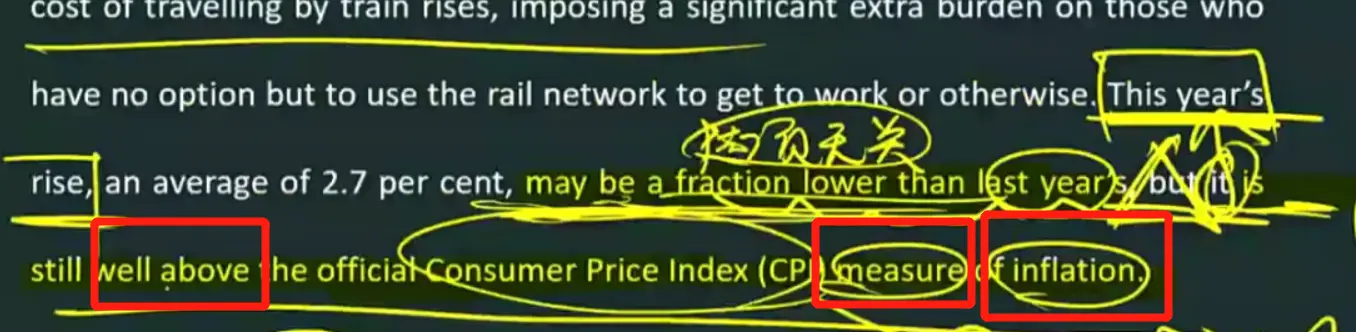 cost of travelling by train rises, imposing a significant extra burden on those who
have no option but to use the rail network to get to work or otherwise. This year's
相页无关
rise, an average of 2.7 per cent, may be a fraction lower than last year's, but it is
still well above the official Consumer Price Index (CPI) measure of inflation.